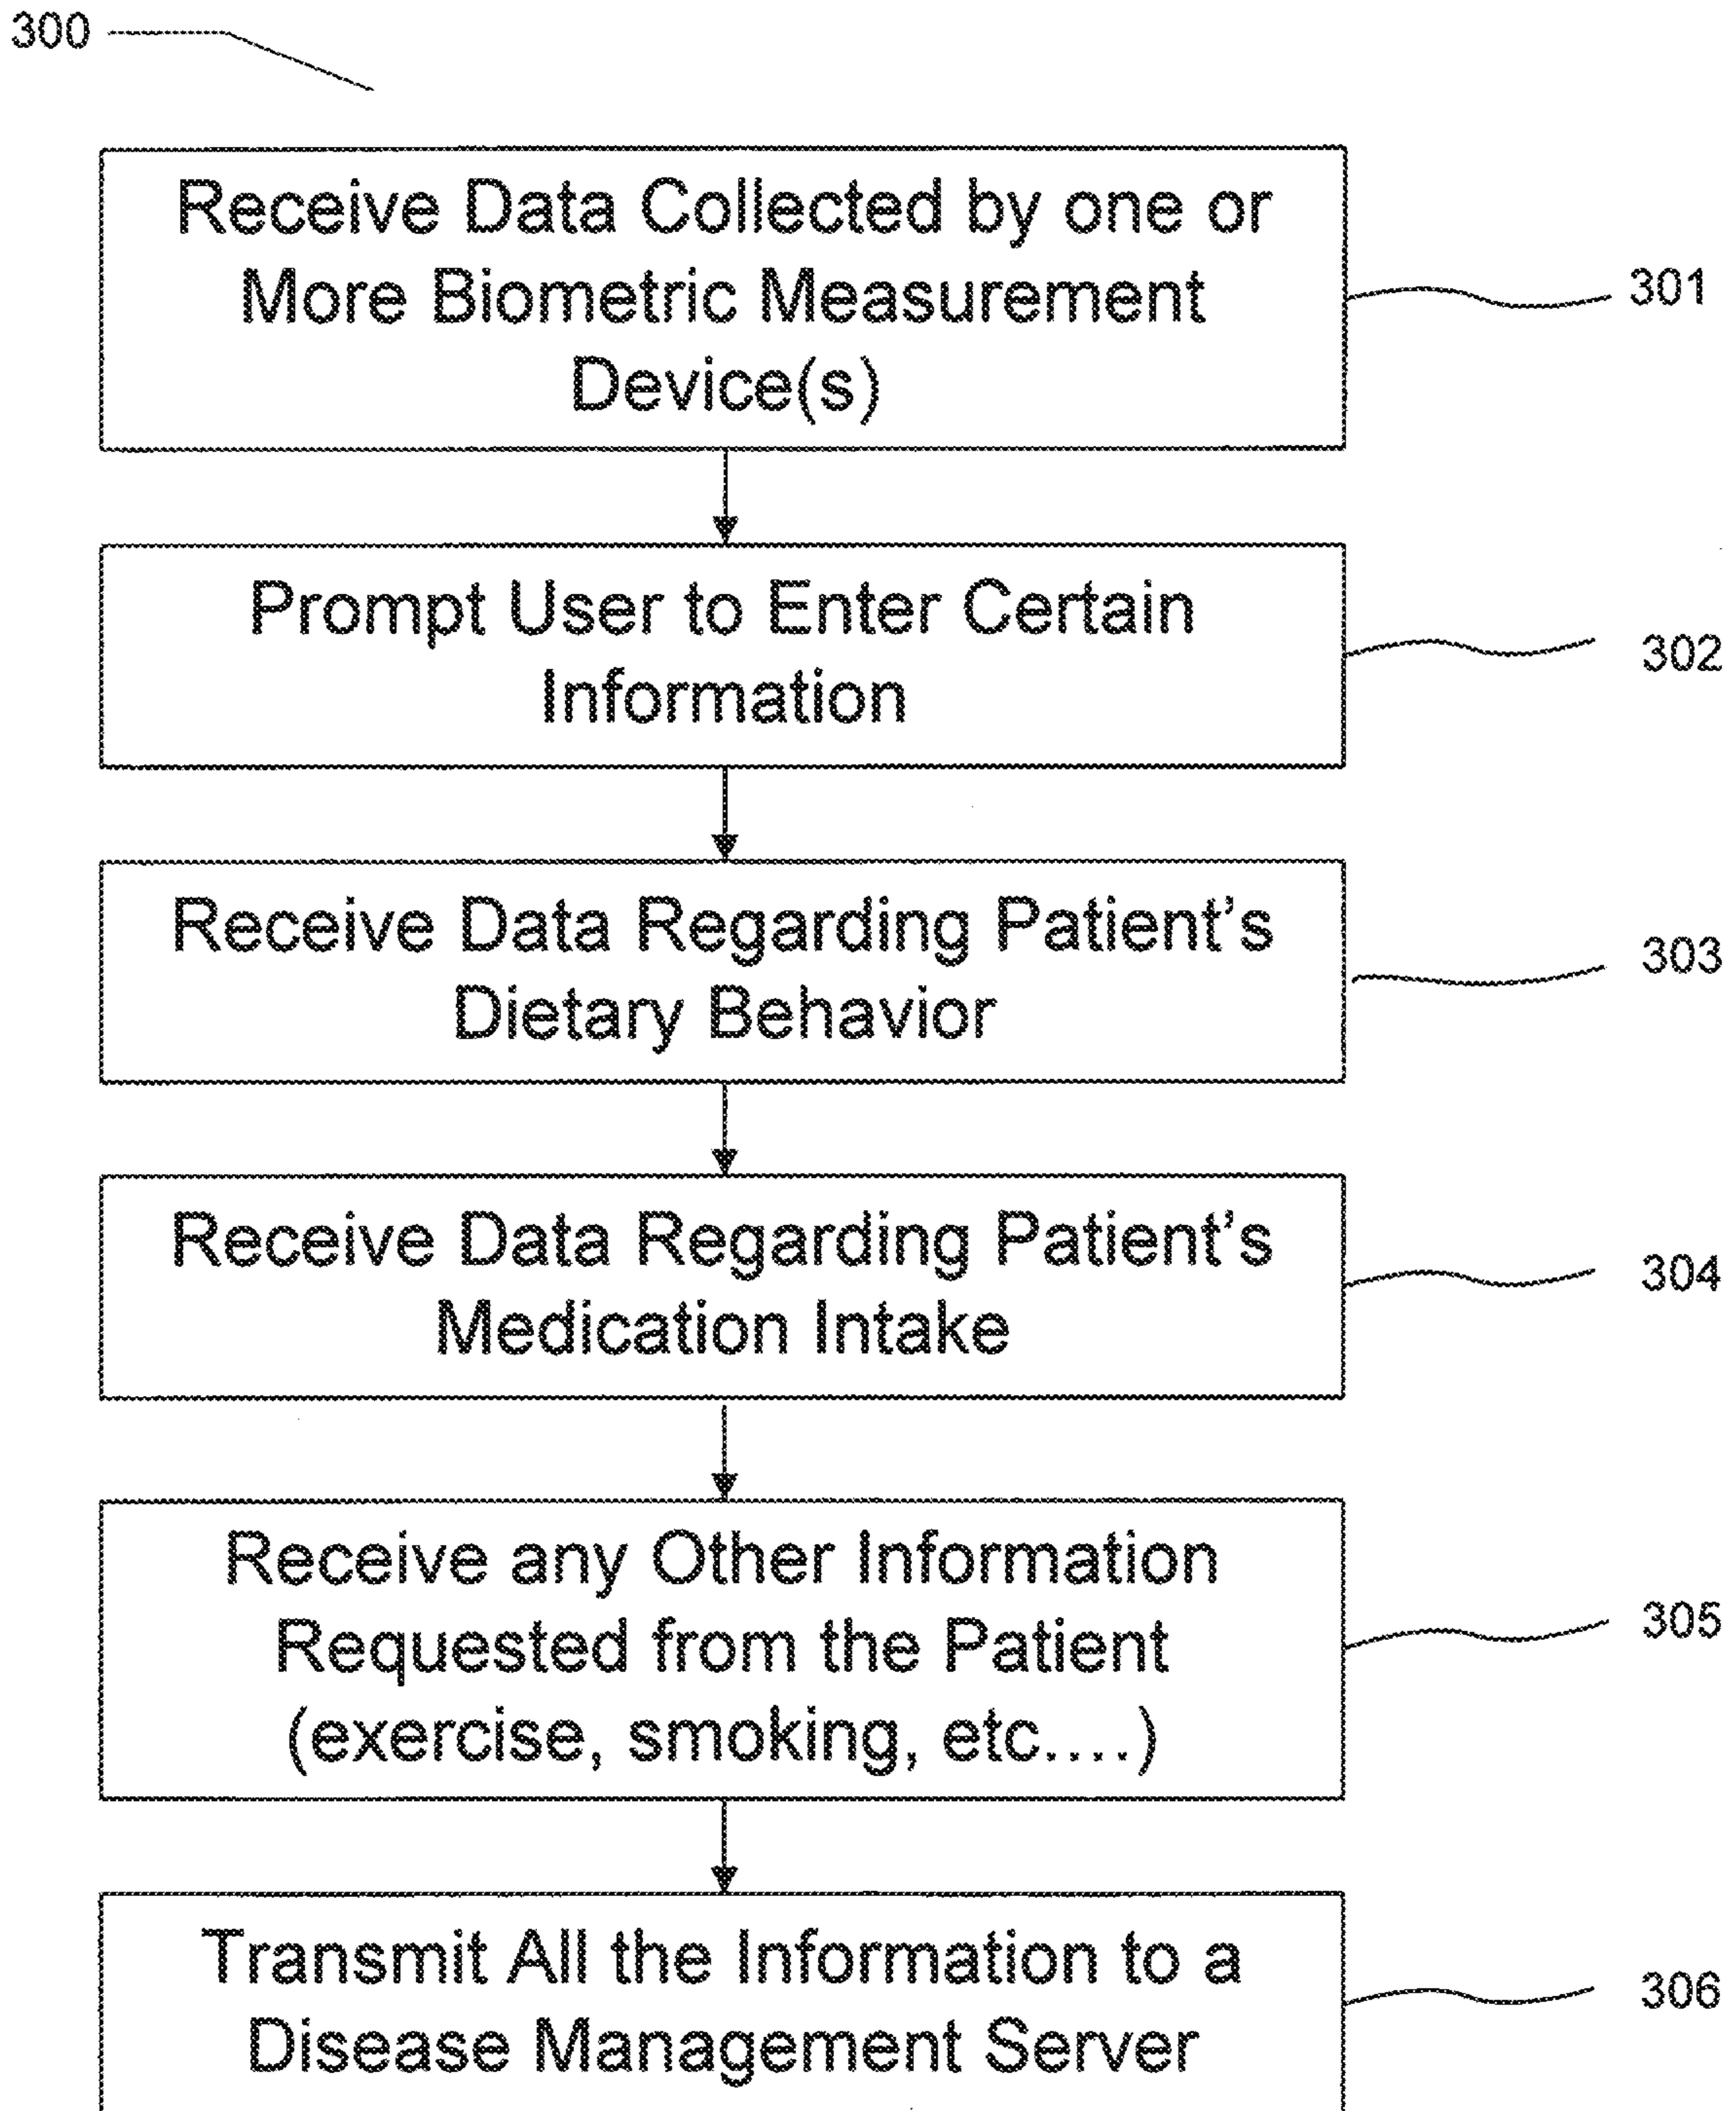 300
Receive Data Collected by one or
More Biometric Measurement
Device(s)
301
Prompt User to Enter Certain
Information
302
Receive Data Regarding Patient’s
Dietary Behavior
303
Receive Data Regarding Patient’s
Medication Intake
304
Receive any Other Information
Requested from the Patient
(exercise, smoking, etc....)
305
Transmit All the Information to a
Disease Management Server
306